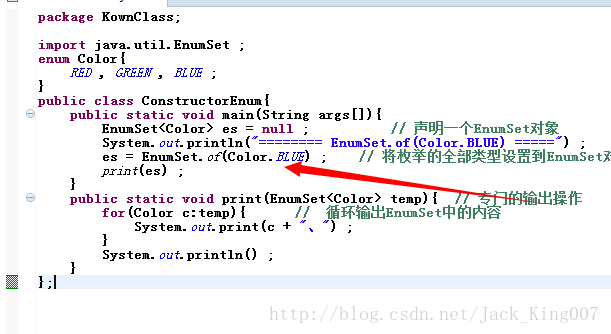 package KownClass;
import java.util.EnumSet ;
enum Color{
RED , GREEN , BLUE ;
}
public class ConstructorEnum{
public static void main(String args[]){
EnumSet<Color> es = null ; // 声明一个EnumSet对象
System.out.println("======== EnumSet.of(Color.BLUE) =====") ;
es = EnumSet.of(Color.BLUE) ; // 将枚举的全部类型设置到EnumSet对
print(es) ;
}
public static void print(EnumSet<Color> temp){ // 专门的输出操作
for(Color c:temp){ // 循环输出EnumSet中的内容
System.out.print(c + "、") ;
}
System.out.println() ;
}
};
http://blog.csdn.net/Jack_King007